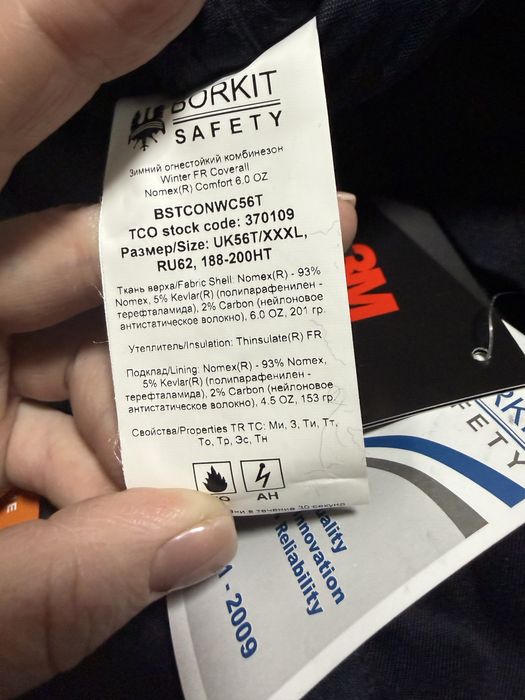 BORKIT
SAFETY
Зимний огнестойкий комбинезон
Winter FR Coverall
Nomex(R) Comfort 6.0 OZ
BSTCONWC56T
TCO stock code: 370109
Размер/Size: UK56T/XXXL,
RU62, 188-200HT
Ткань верха/Fabric Shell: Nomex(R) - 93%
Nomex, 5% Kevlar(R) (полипарафенилен -
терефталамида), 2% Carbon (нейлоновое
антистатическое волокно), 6.0 OZ, 201 гр.
Утеплитель/Insulation: Thinsulate(R) FR
Подклад/Lining: Nomex(R) - 93% Nomex,
5% Kevlar(R) (полипарафенилен -
терефталамида), 2% Carbon (нейлоновое
антистатическое волокно), 4.5 OZ, 153 гр.
Свойства/Properties TR TC: Ми, З, Ти, Тт,
То, Тр, Эс, Тн
АН
в течение 30 секунд
3M
SAFETY
nnovation
Reliability
- 2009
E